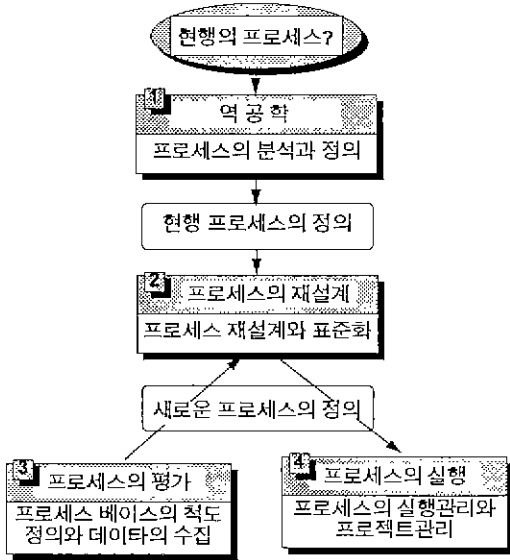 현행의 프로세스?
1
역 공 학
프로세스의 분석과 정의
현행 프로세스의 정의
2
프로세스의 재설계
프로세스 재설계와 표준화
새로운 프로세스의 정의
3
프로세스의 평가
프로세스 베이스의 척도
정의와 데이타의 수집
4
프로세스의 실행
프로세스의 실행관리와
프로젝트관리